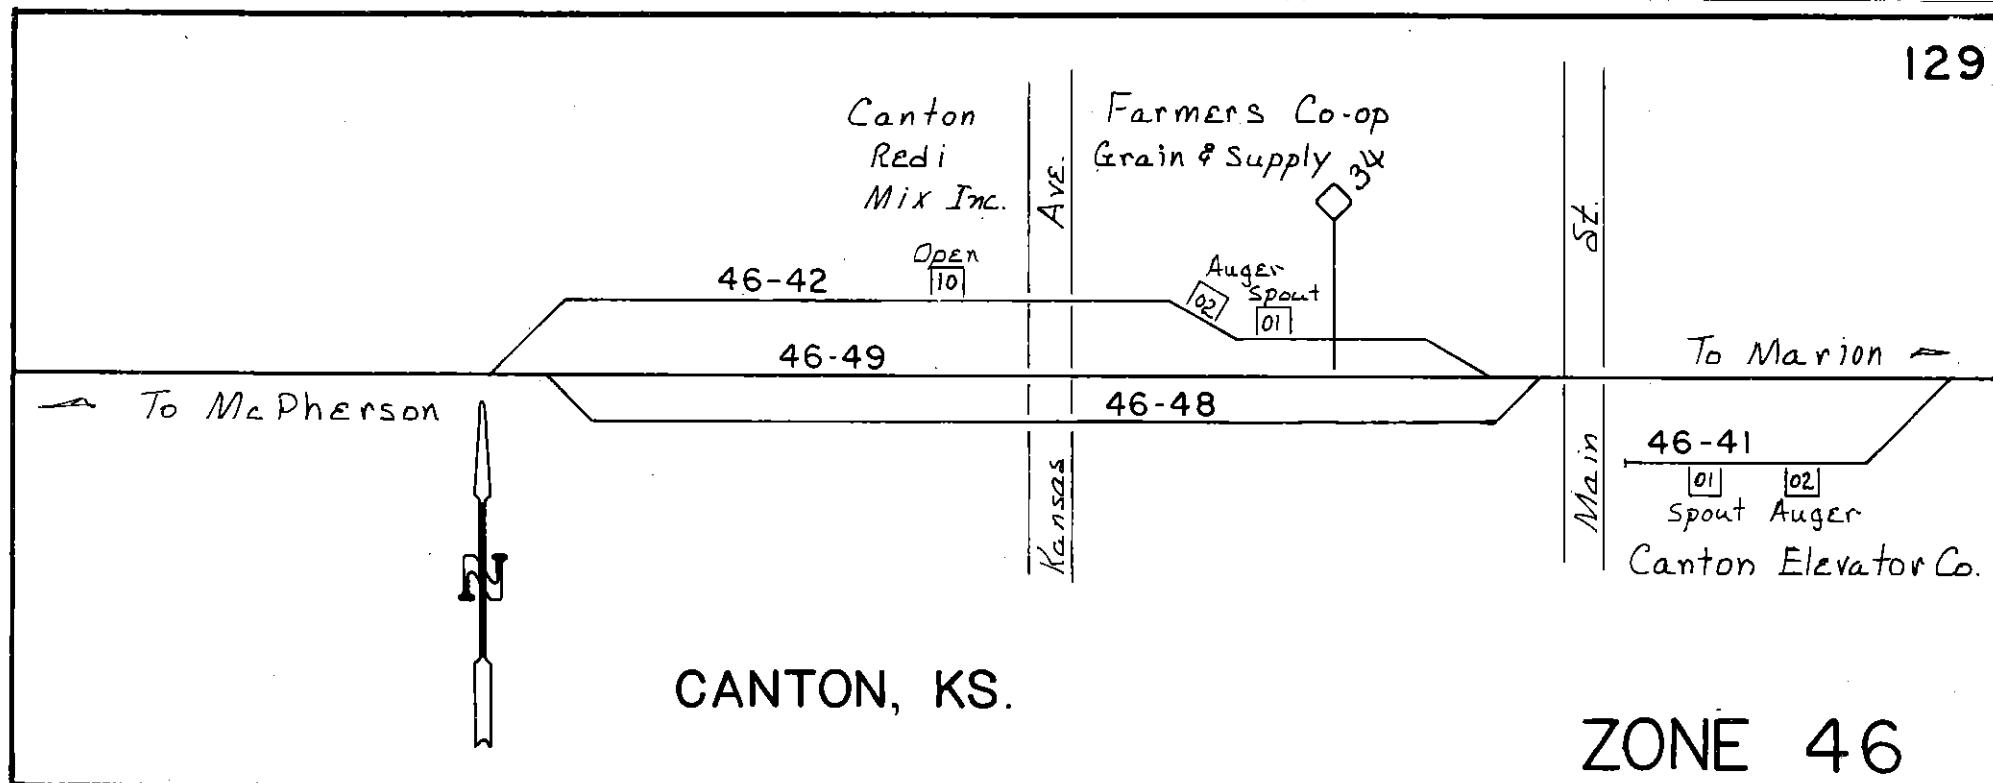 129
Canton
Redi
Mix Inc.
Farmers Co-op
Grain & Supply
34
Kansas Ave.
Main St.
Open
10
46-42
Auger
02
Spout
01
46-49
To Marion
To McPherson
46-48
46-41
01
02
Spout Auger
Canton Elevator Co.
N
CANTON, KS.
ZONE 46